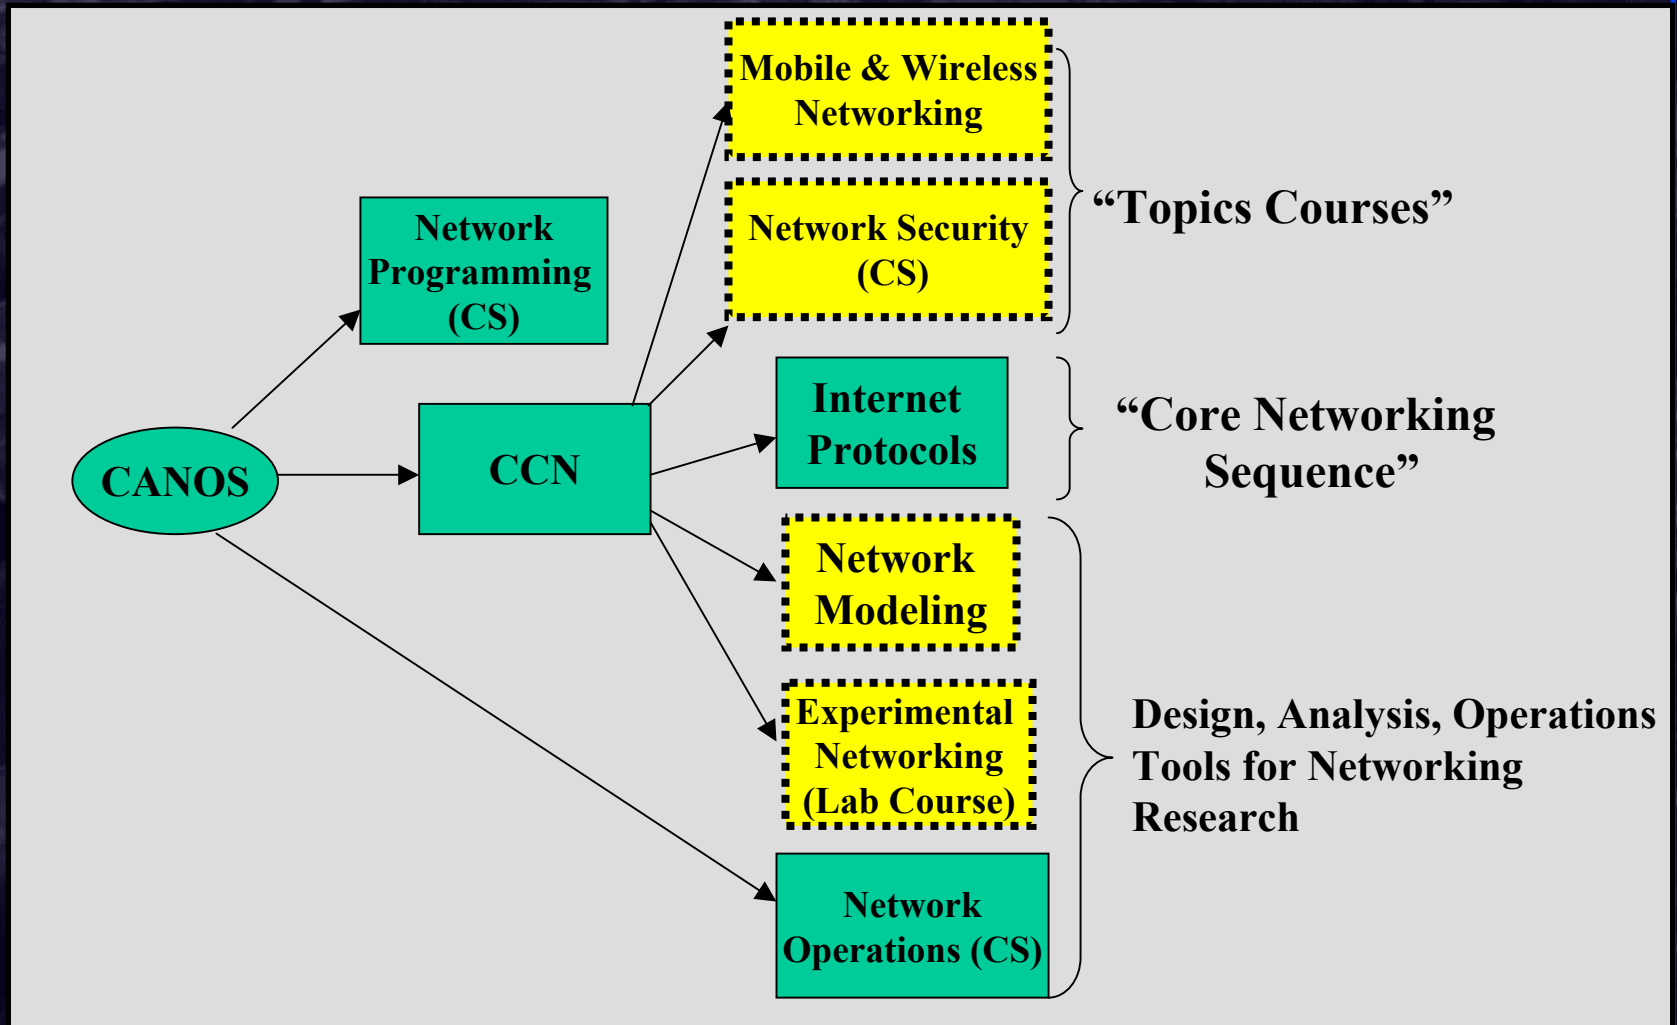 Mobile & Wireless
Networking
Network Security
(CS)
“Topics Courses”
Network
Programming
(CS)
Internet
Protocols
“Core Networking
Sequence”
CANOS
CCN
Network
Modeling
Experimental
Networking
(Lab Course)
Design, Analysis, Operations
Tools for Networking
Research
Network
Operations (CS)